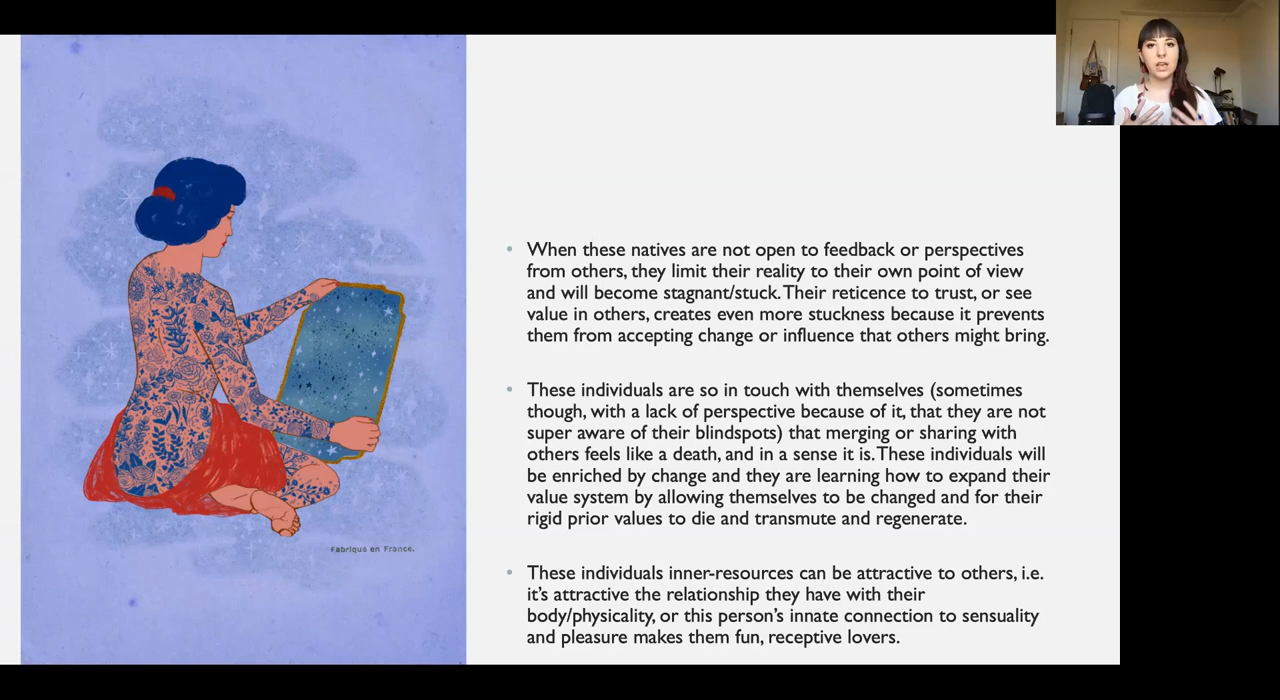 When these natives are not open to feedback or perspectives
from others, they limit their reality to their own point of view
and will become stagnant/stuck. Their reticence to trust, or see
value in others, creates even more stuckness because it prevents
them from accepting change or influence that others might bring.
These individuals are so in touch with themselves (sometimes
though, with a lack of perspective because of it, that they are not
super aware of their blindspots) that merging or sharing with
others feels like a death, and in a sense it is. These individuals will
be enriched by change and they are learning how to expand their
value system by allowing themselves to be changed and for their
rigid prior values to die and transmute and regenerate.
These individuals inner-resources can be attractive to others, i.e.
it's attractive the relationship they have with their
body/physicality, or this person's innate connection to sensuality
and pleasure makes them fun, receptive lovers.
Fabriqué en France.